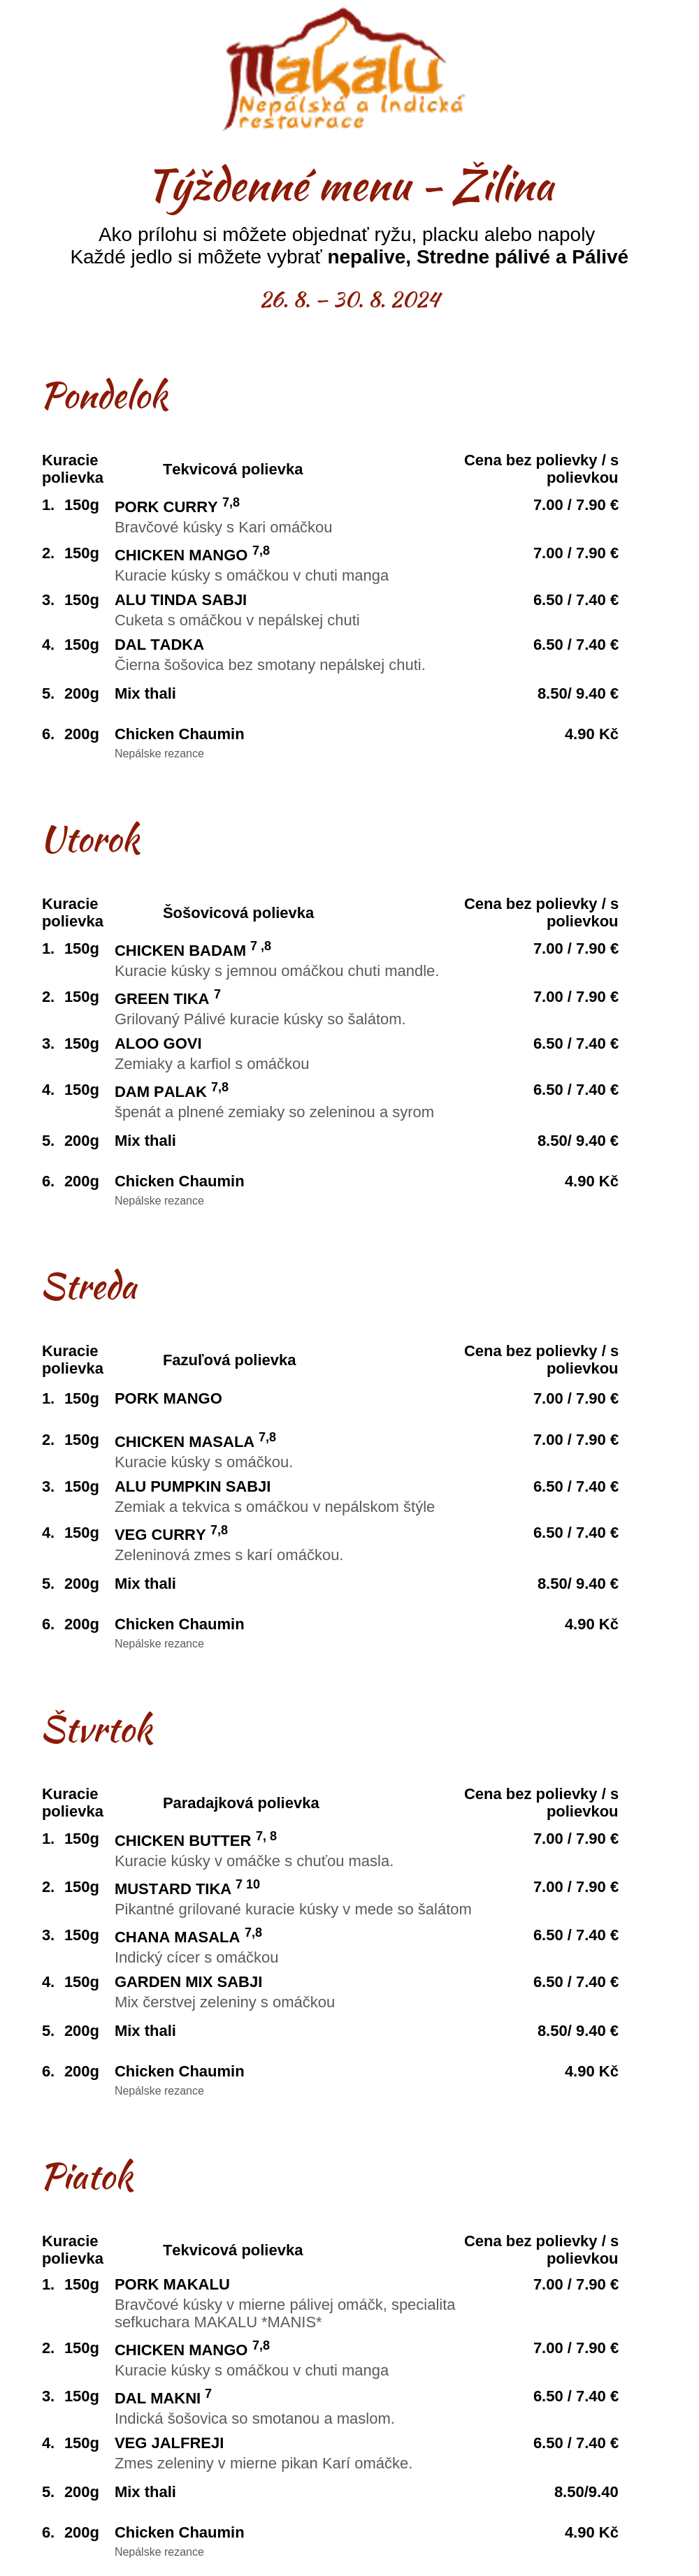 Makalu
Nepálská a Indická
restaurace
Týždenné menu - Žilina
Ako prílohu si môžete objednať ryžu, placku alebo napoly
Každé jedlo si môžete vybrať nepalive, Stredne pálivé a Pálivé
26. 8. – 30. 8. 2024
Pondelok
Kuracie polievka Tekvicová polievka Cena bez polievky / s polievkou
1. 150g PORK CURRY 7,8 7.00 / 7.90 €
Bravčové kúsky s Kari omáčkou
2. 150g CHICKEN MANGO 7,8 7.00 / 7.90 €
Kuracie kúsky s omáčkou v chuti manga
3. 150g ALU TINDA SABJI 6.50 / 7.40 €
Cuketa s omáčkou v nepálskej chuti
4. 150g DAL TADKA 6.50 / 7.40 €
Čierna šošovica bez smotany nepálskej chuti.
5. 200g Mix thali 8.50/ 9.40 €
6. 200g Chicken Chaumin 4.90 Kč
Nepálske rezance
Utorok
Kuracie polievka Šošovicová polievka Cena bez polievky / s polievkou
1. 150g CHICKEN BADAM 7 ,8 7.00 / 7.90 €
Kuracie kúsky s jemnou omáčkou chuti mandle.
2. 150g GREEN TIKA 7 7.00 / 7.90 €
Grilovaný Pálivé kuracie kúsky so šalátom.
3. 150g ALOO GOVI 6.50 / 7.40 €
Zemiaky a karfiol s omáčkou
4. 150g DAM PALAK 7,8 6.50 / 7.40 €
špenát a plnené zemiaky so zeleninou a syrom
5. 200g Mix thali 8.50/ 9.40 €
6. 200g Chicken Chaumin 4.90 Kč
Nepálske rezance
Streda
Kuracie polievka Fazuľová polievka Cena bez polievky / s polievkou
1. 150g PORK MANGO 7.00 / 7.90 €
2. 150g CHICKEN MASALA 7,8 7.00 / 7.90 €
Kuracie kúsky s omáčkou.
3. 150g ALU PUMPKIN SABJI 6.50 / 7.40 €
Zemiak a tekvica s omáčkou v nepálskom štýle
4. 150g VEG CURRY 7,8 6.50 / 7.40 €
Zeleninová zmes s karí omáčkou.
5. 200g Mix thali 8.50/ 9.40 €
6. 200g Chicken Chaumin 4.90 Kč
Nepálske rezance
Štvrtok
Kuracie polievka Paradajková polievka Cena bez polievky / s polievkou
1. 150g CHICKEN BUTTER 7, 8 7.00 / 7.90 €
Kuracie kúsky v omáčke s chuťou masla.
2. 150g MUSTARD TIKA 7 10 7.00 / 7.90 €
Pikantné grilované kuracie kúsky v mede so šalátom
3. 150g CHANA MASALA 7,8 6.50 / 7.40 €
Indický cícer s omáčkou
4. 150g GARDEN MIX SABJI 6.50 / 7.40 €
Mix čerstvej zeleniny s omáčkou
5. 200g Mix thali 8.50/ 9.40 €
6. 200g Chicken Chaumin 4.90 Kč
Nepálske rezance
Piatok
Kuracie polievka Tekvicová polievka Cena bez polievky / s polievkou
1. 150g PORK MAKALU 7.00 / 7.90 €
Bravčové kúsky v mierne pálivej omáčk, specialita
sefkuchara MAKALU *MANIS*
2. 150g CHICKEN MANGO 7,8 7.00 / 7.90 €
Kuracie kúsky s omáčkou v chuti manga
3. 150g DAL MAKNI 7 6.50 / 7.40 €
Indická šošovica so smotanou a maslom.
4. 150g VEG JALFREJI 6.50 / 7.40 €
Zmes zeleniny v mierne pikan Karí omáčke.
5. 200g Mix thali 8.50/9.40
6. 200g Chicken Chaumin 4.90 Kč
Nepálske rezance